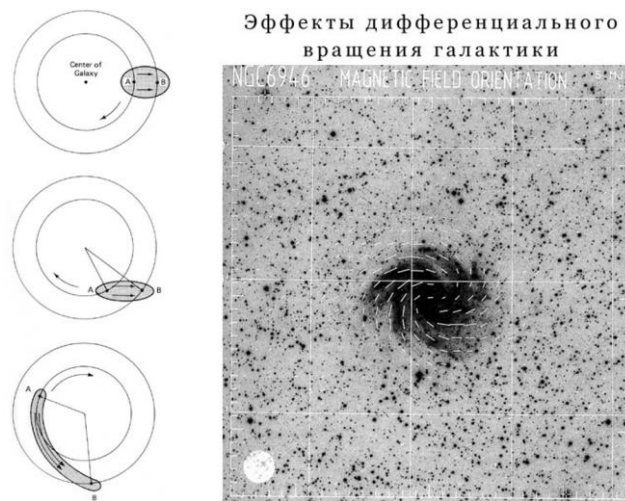 Эффекты дифференциального
вращения галактики
Center of
Galaxy
A
B
A
B
A
B
NGC6946 MAGNETIC FIELD ORIENTATION